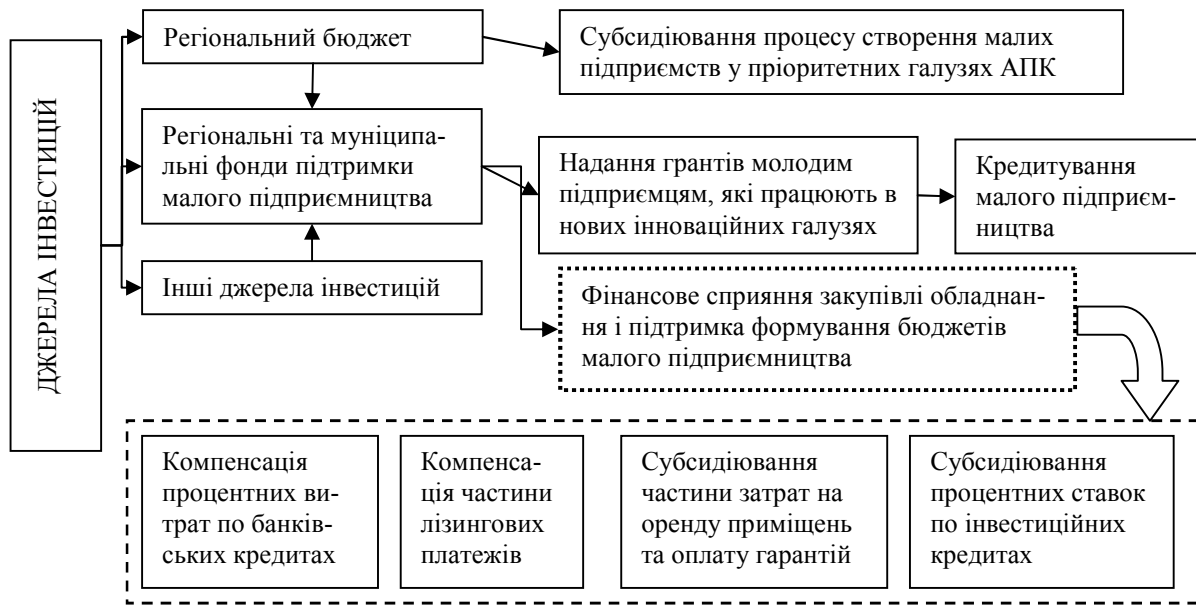 ДЖЕРЕЛА ІНВЕСТИЦІЙ
Регіональний бюджет
Субсидіювання процесу створення малих
підприємств у пріоритетних галузях АПК
Регіональні та муніципа-
льні фонди підтримки
малого підприємництва
Надання грантів молодим
підприємцям, які працюють в
нових інноваційних галузях
Кредитування
малого підприєм-
ництва
Інші джерела інвестицій
Фінансове сприяння закупівлі обладнан-
ня і підтримка формування бюджетів
малого підприємництва
Компенсація
процентних ви-
трат по банків-
ських кредитах
Компенса-
ція частини
лізингових
платежів
Субсидіювання
частини затрат на
оренду приміщень
та оплату гарантій
Субсидіювання
процентних ставок
по інвестиційних
кредитах